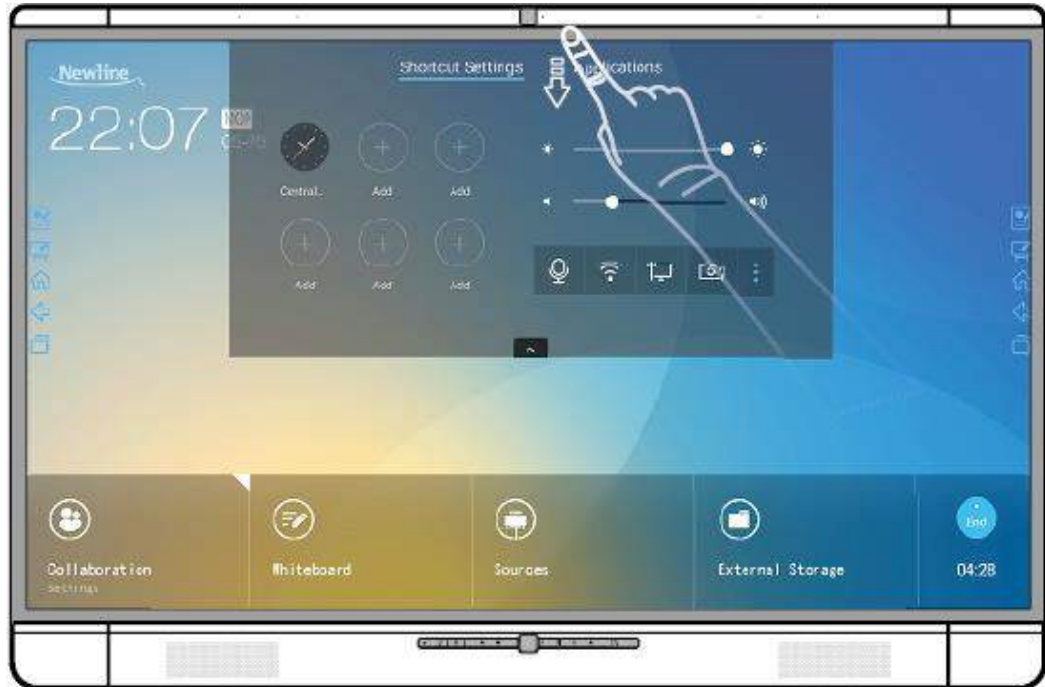 Newline
Shortcut Settings
22:07
Central..
Add
Add
Add
Add
Add
Collaboration
Settings
Whiteboard
Sources
External Storage
End
04:28